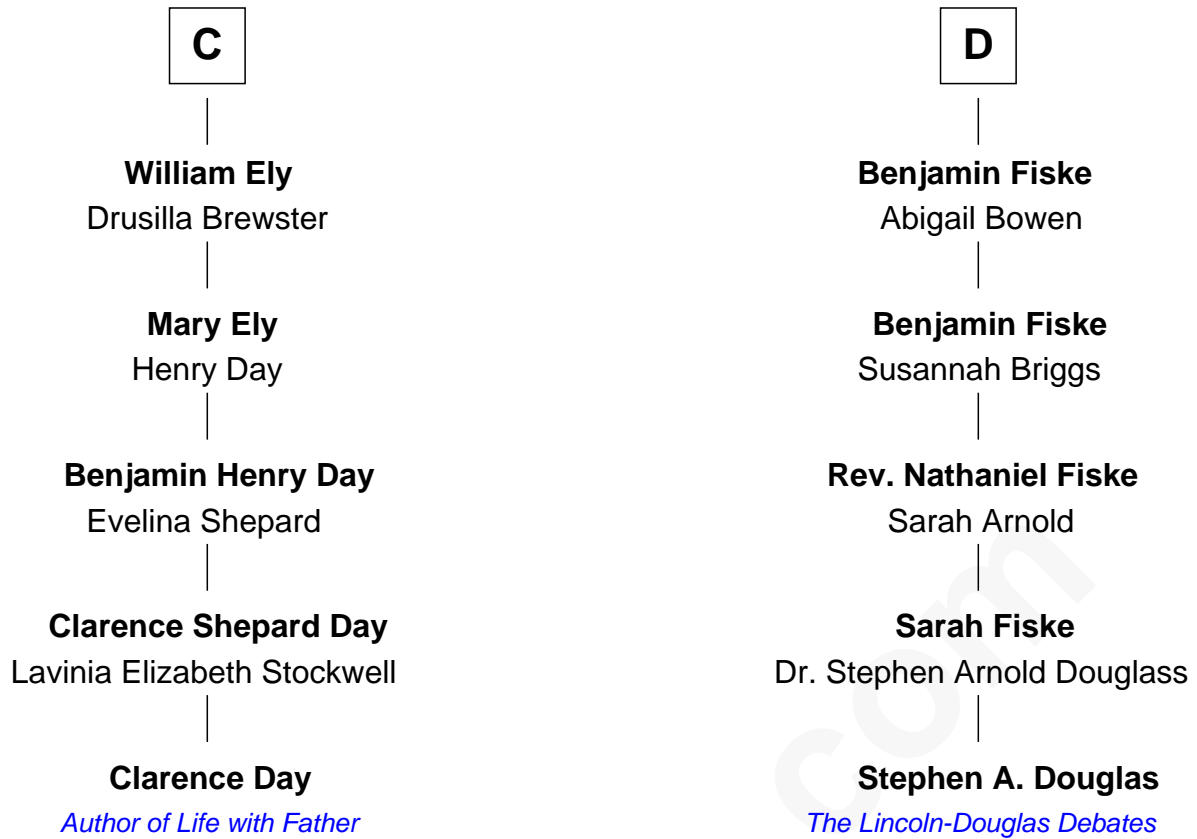 C
William Ely
Drusilla Brewster
Mary Ely
Henry Day
Benjamin Henry Day
Evelina Shepard
Clarence Shepard Day
Lavinia Elizabeth Stockwell
Clarence Day
Author of Life with Father
D
Benjamin Fiske
Abigail Bowen
Benjamin Fiske
Susannah Briggs
Rev. Nathaniel Fiske
Sarah Arnold
Sarah Fiske
Dr. Stephen Arnold Douglass
Stephen A. Douglas
The Lincoln-Douglas Debates
com